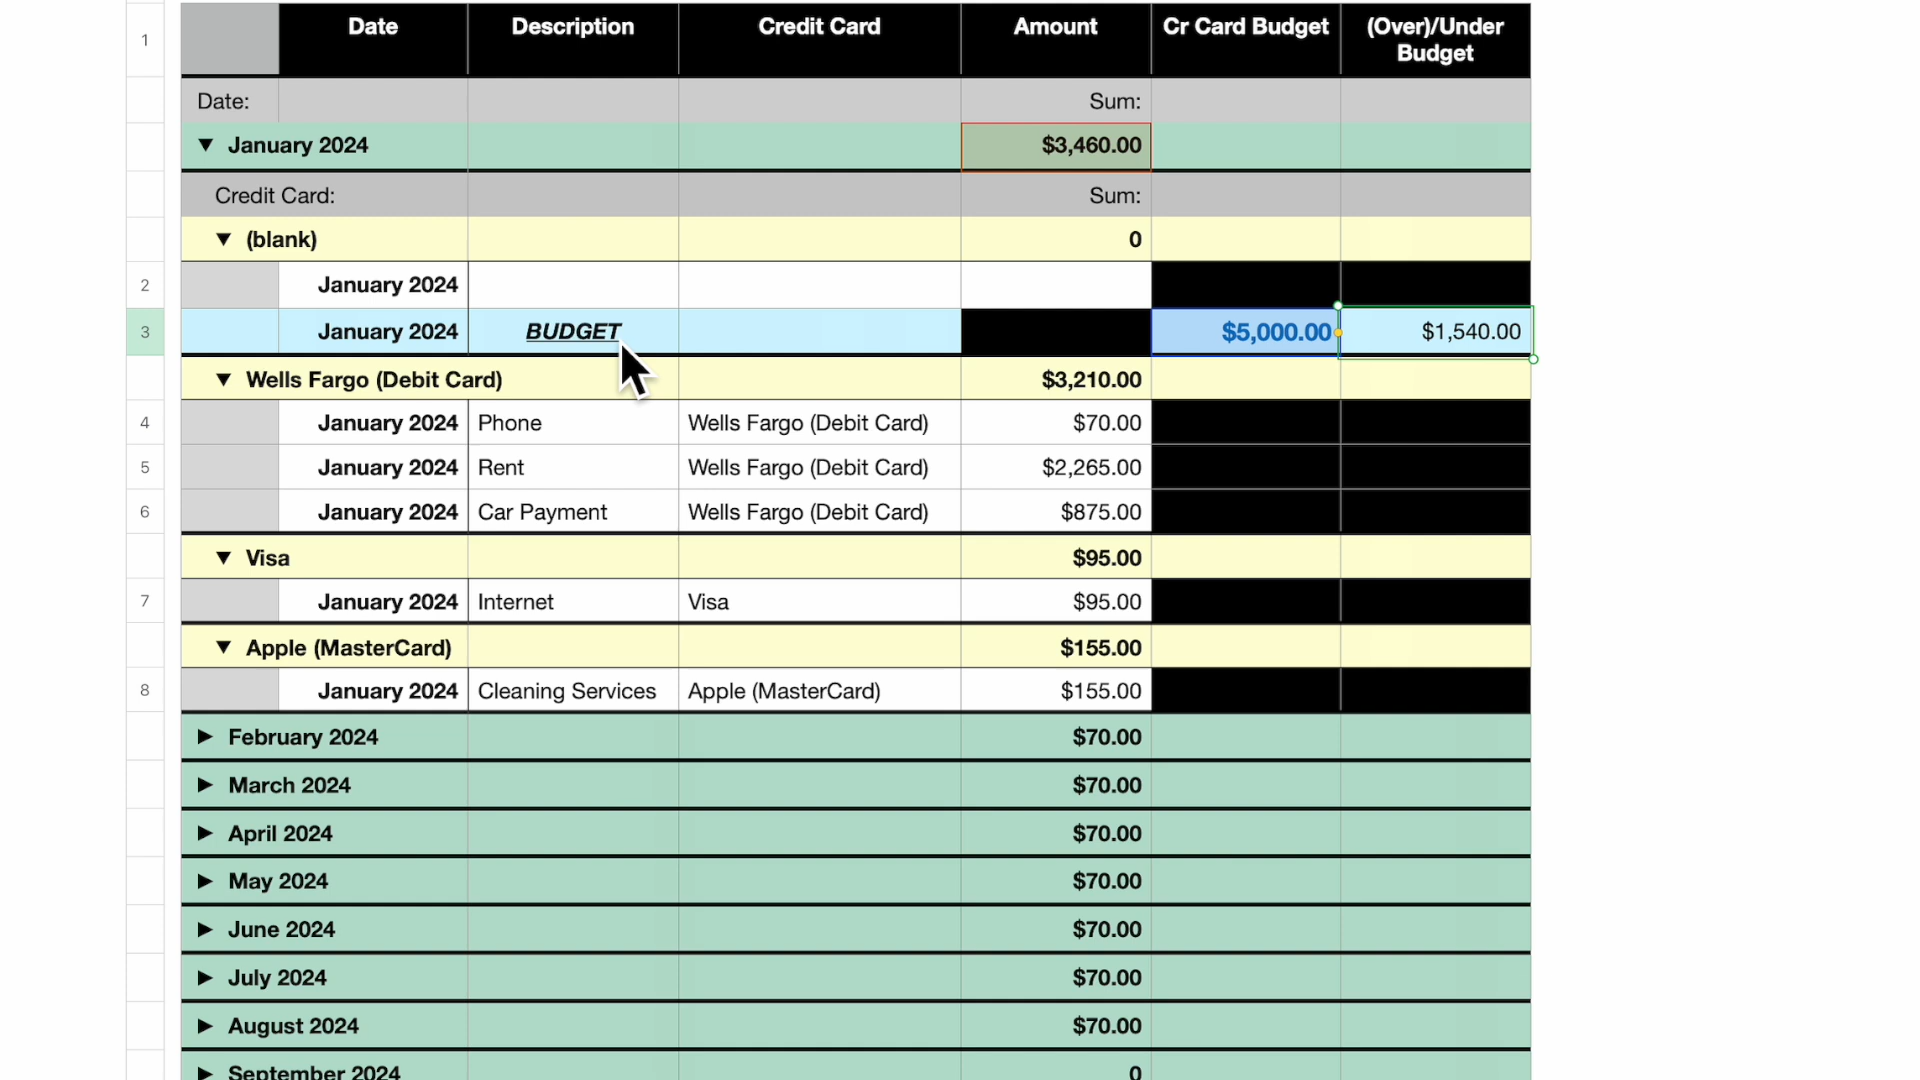 Date Description Credit Card Amount Cr Card Budget (Over)/Under Budget
1
Date: Sum:
▼ January 2024 $3,460.00
Credit Card: Sum:
▼ (blank) 0
2 January 2024
3 January 2024 BUDGET $5,000.00 $1,540.00
▼ Wells Fargo (Debit Card) $3,210.00
4 January 2024 Phone Wells Fargo (Debit Card) $70.00
5 January 2024 Rent Wells Fargo (Debit Card) $2,265.00
6 January 2024 Car Payment Wells Fargo (Debit Card) $875.00
▼ Visa $95.00
7 January 2024 Internet Visa $95.00
▼ Apple (MasterCard) $155.00
8 January 2024 Cleaning Services Apple (MasterCard) $155.00
▶ February 2024 $70.00
▶ March 2024 $70.00
▶ April 2024 $70.00
▶ May 2024 $70.00
▶ June 2024 $70.00
▶ July 2024 $70.00
▶ August 2024 $70.00
▶ September 2024 0